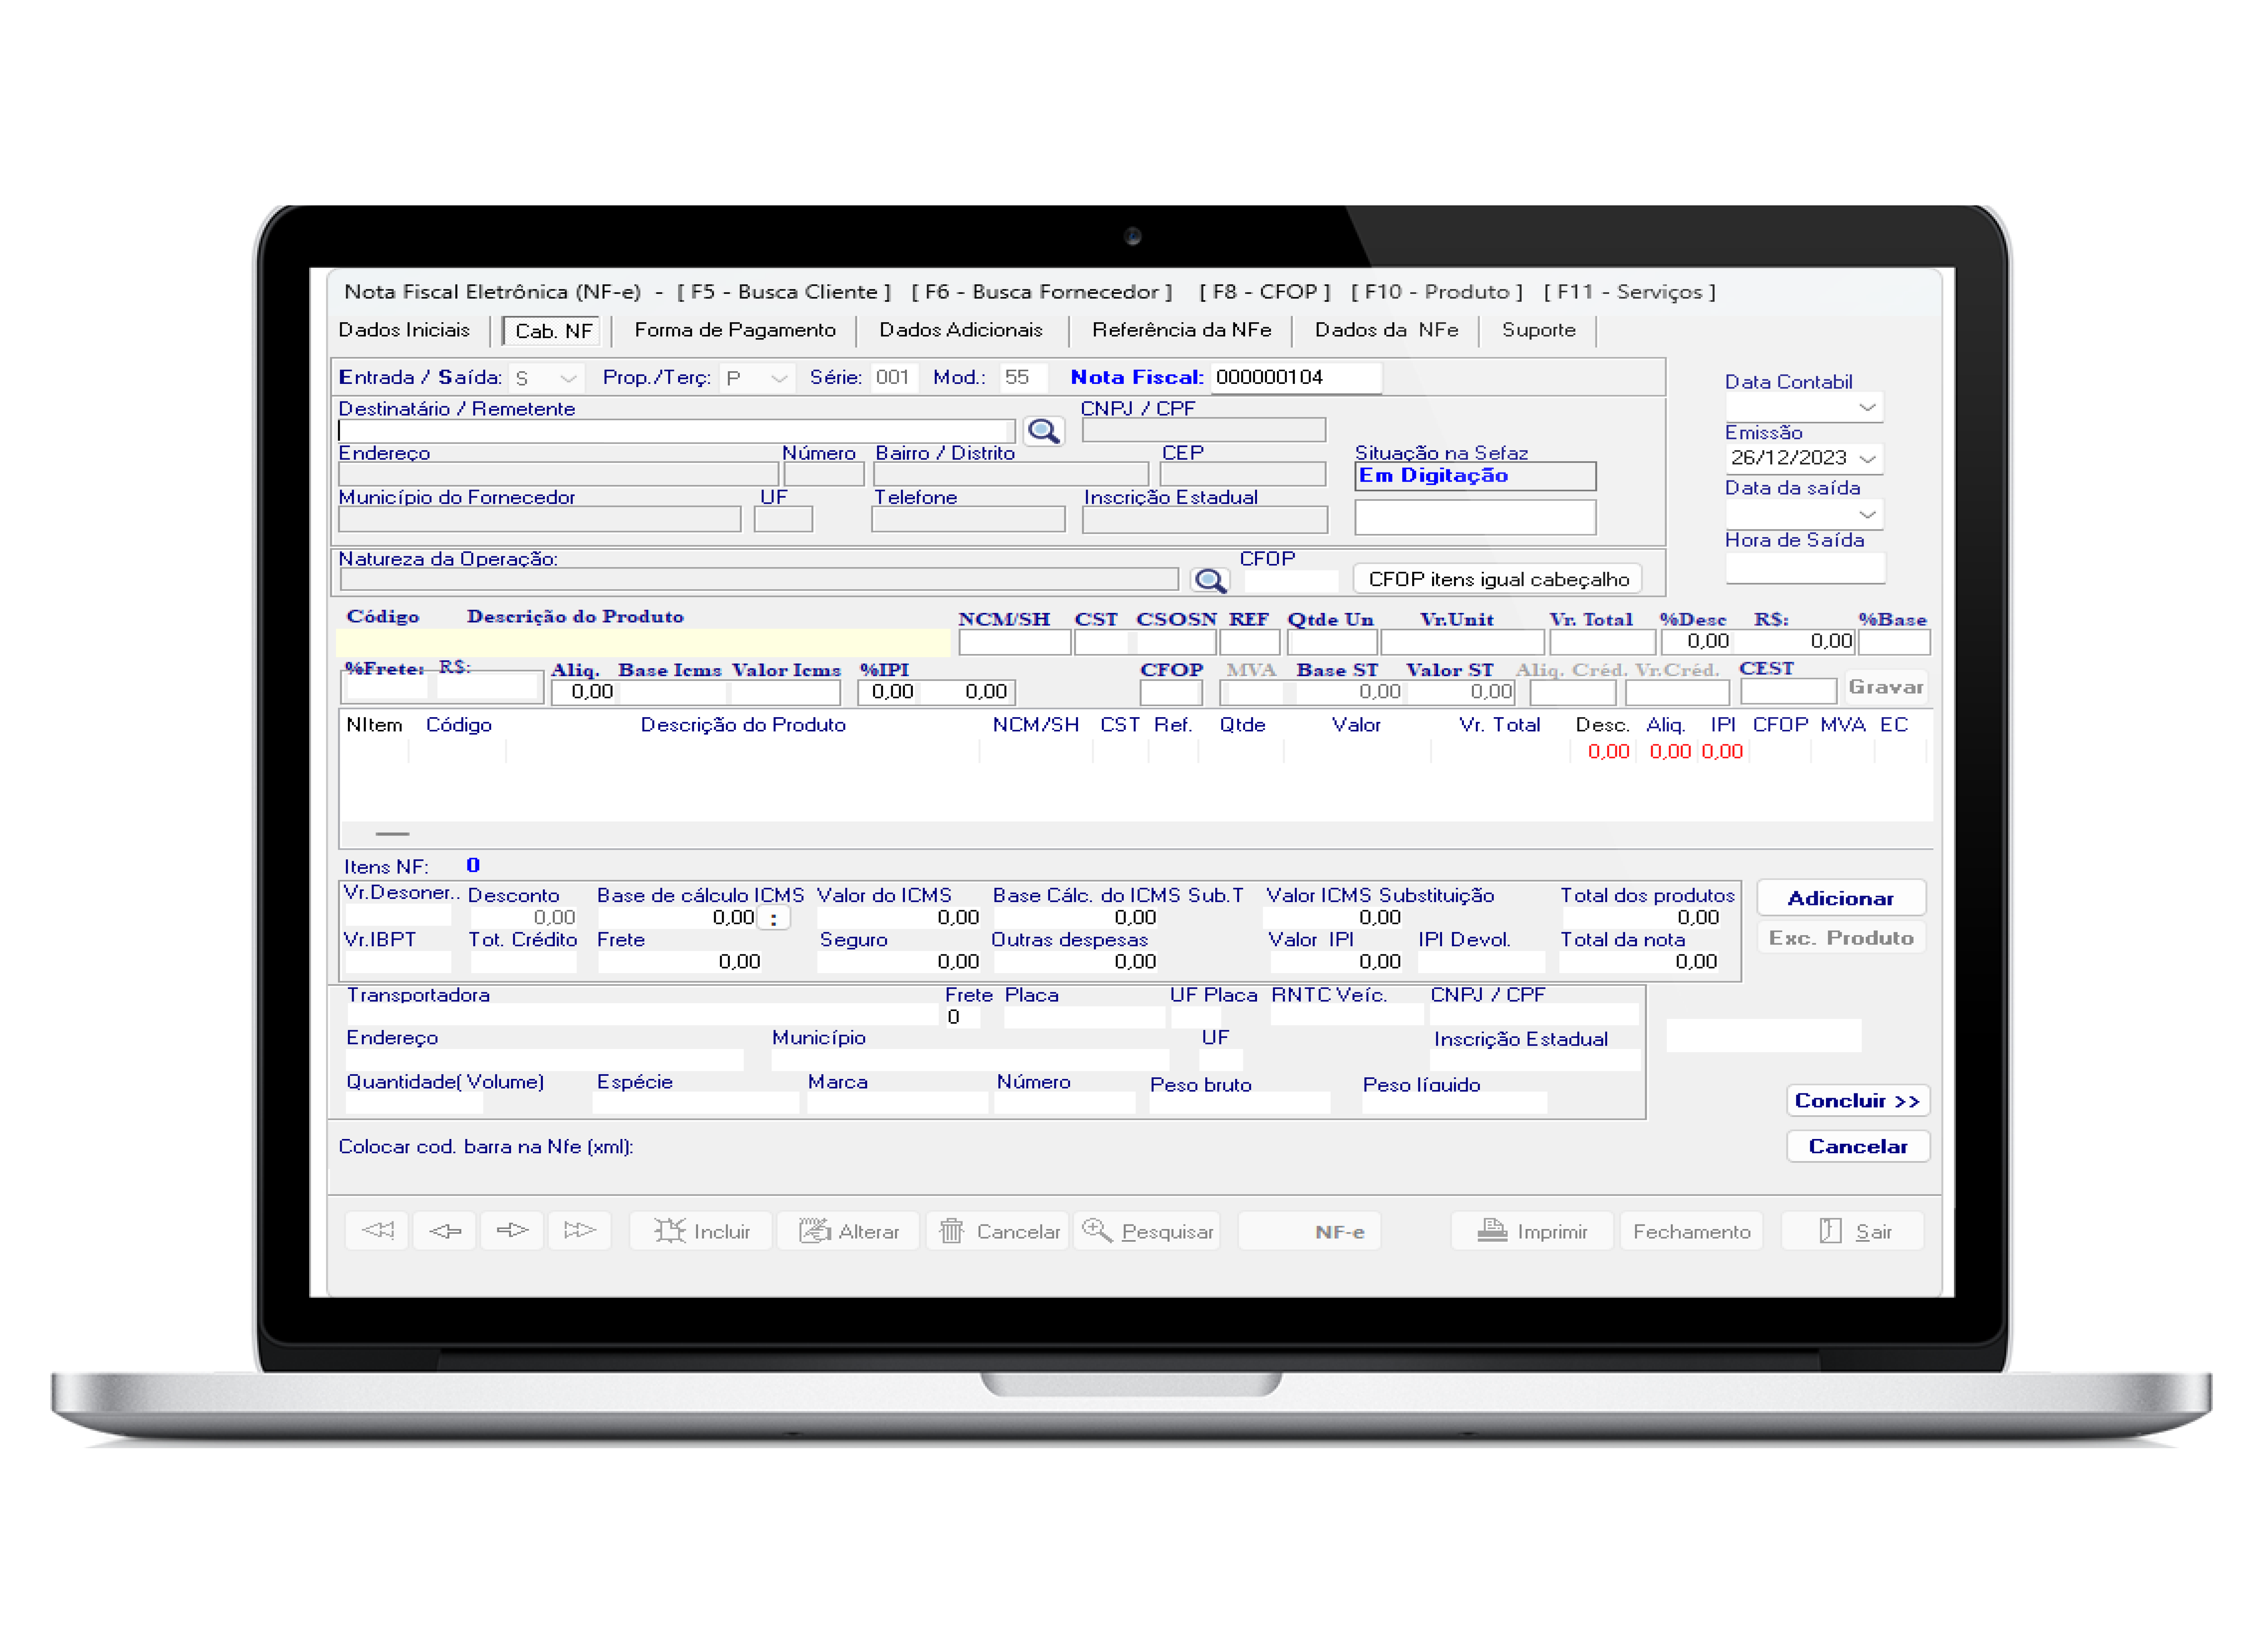 Nota Fiscal Eletrônica (NF-e) - [ F5 - Busca Cliente ] [ F6 - Busca Fornecedor ] [ F8 - CFOP ] [ F10 - Produto ] [ F11 - Serviços ]
Dados Iniciais Cab. NF Forma de Pagamento Dados Adicionais Referência da NFe Dados da NFe Suporte
Entrada / Saída: S Prop./Terç: P Série: 001 Mod.: 55 Nota Fiscal: 000000104
Data Contabil
Destinatário / Remetente CNPJ / CPF
Emissão
26/12/2023
Endereço Número Bairro / Distrito CEP Situação na Sefaz
Em Digitação
Data da saída
Município do Fornecedor UF Telefone Inscrição Estadual
Hora de Saída
Natureza da Operação: CFOP
CFOP itens igual cabeçalho
Código Descrição do Produto NCM/SH CST CSOSN REF Qtde Un Vr.Unit Vr. Total %Desc R$: %Base
0,00 0,00
%Frete: R$: Aliq. Base Icms Valor Icms %IPI CFOP MVA Base ST Valor ST Aliq. Créd. Vr.Créd. CEST
0,00 0,00 0,00 0,00 0,00 Gravar
NItem Código Descrição do Produto NCM/SH CST Ref. Qtde Valor Vr. Total Desc. Aliq. IPI CFOP MVA EC
0,00 0,00 0,00
Itens NF: 0
Vr.Desoner.. Desconto Base de cálculo ICMS Valor do ICMS Base Cálc. do ICMS Sub.T Valor ICMS Substituição Total dos produtos
0,00 0,00 : 0,00 0,00 0,00 0,00
Adicionar
Vr.IBPT Tot. Crédito Frete Seguro Outras despesas Valor IPI IPI Devol. Total da nota
0,00 0,00 0,00 0,00 0,00
Exc. Produto
Transportadora Frete Placa UF Placa RNTC Veíc. CNPJ / CPF
0
Endereço Município UF Inscrição Estadual
Quantidade( Volume) Espécie Marca Número Peso bruto Peso líquido
Concluir >>
Cancelar
Colocar cod. barra na Nfe (xml):
Incluir Alterar Cancelar Pesquisar NF-e Imprimir Fechamento Sair